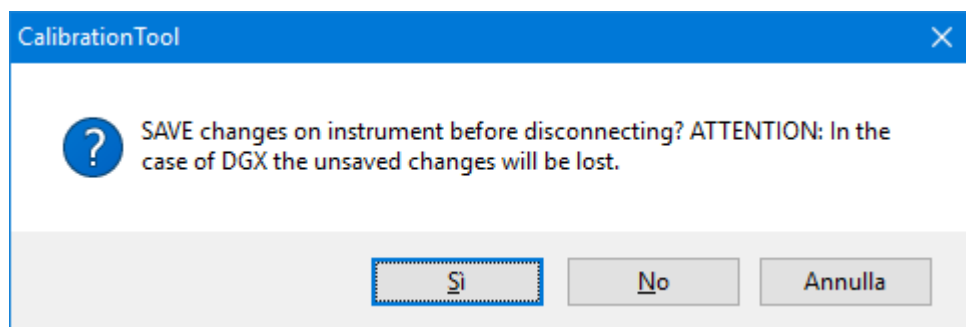 CalibrationTool
SAVE changes on instrument before disconnecting? ATTENTION: In the
case of DGX the unsaved changes will be lost.
Sì
No
Annulla